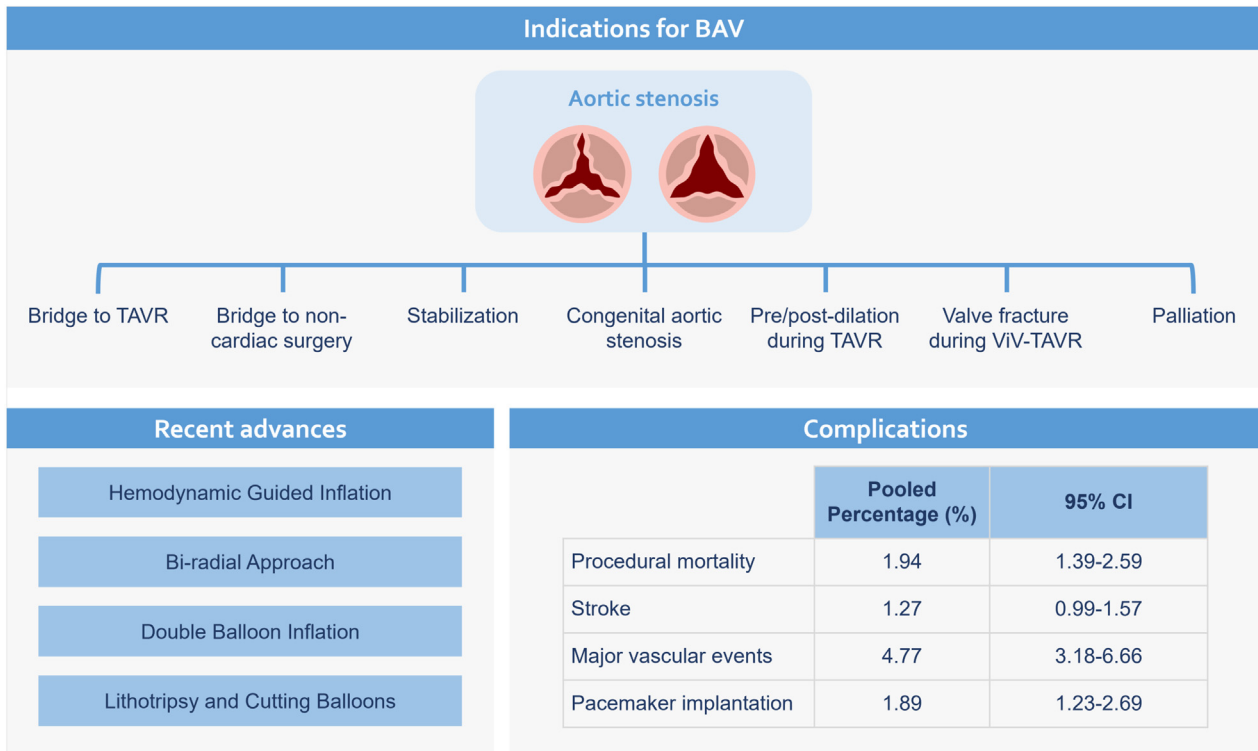 Indications for BAV
Aortic stenosis
Bridge to TAVR
Bridge to non-
cardiac surgery
Stabilization
Congenital aortic
stenosis
Pre/post-dilation
during TAVR
Valve fracture
during ViV-TAVR
Palliation
Recent advances
Hemodynamic Guided Inflation
Bi-radial Approach
Double Balloon Inflation
Lithotripsy and Cutting Balloons
Complications
Pooled
Percentage (%)
95% CI
Procedural mortality 1.94 1.39-2.59
Stroke 1.27 0.99-1.57
Major vascular events 4.77 3.18-6.66
Pacemaker implantation 1.89 1.23-2.69